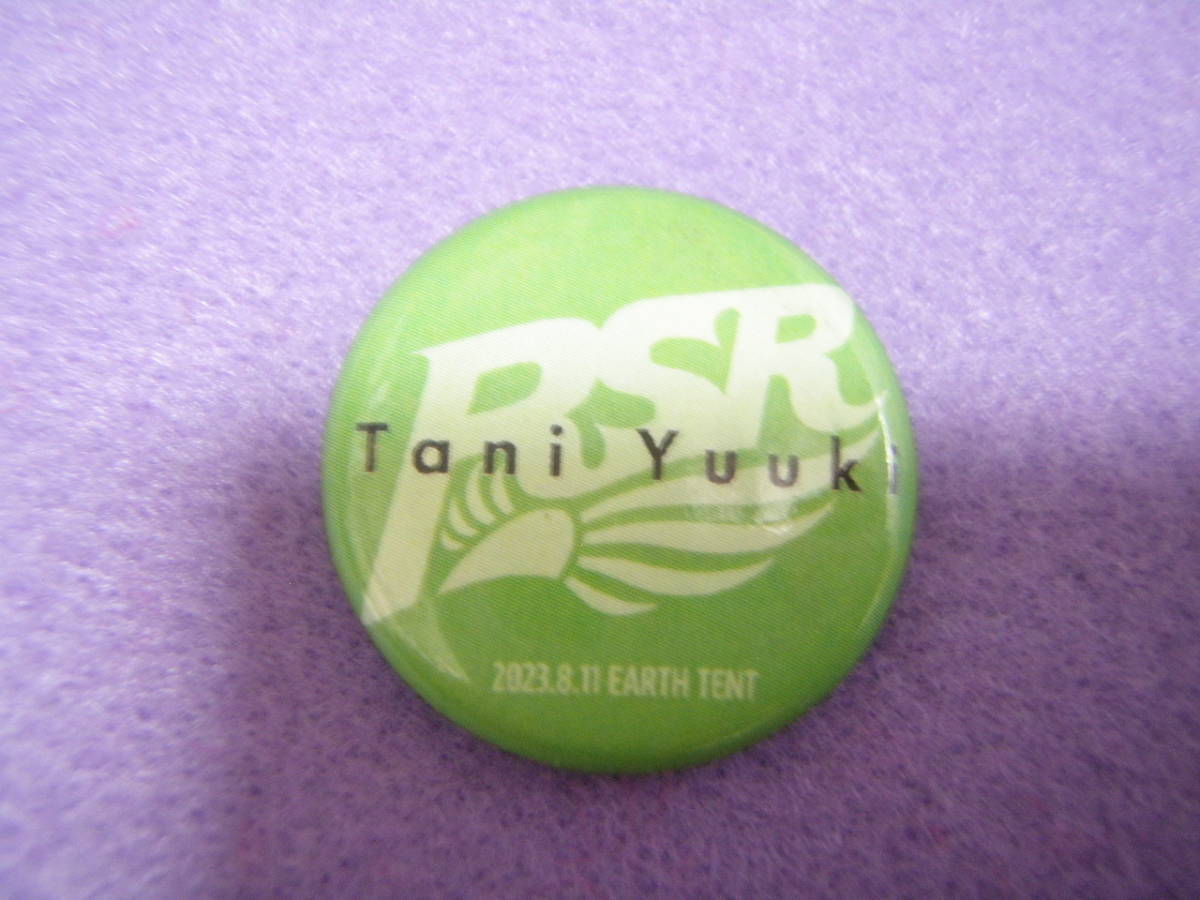 RSR
Tani Yuuki
2023.8.11 EARTH TENT